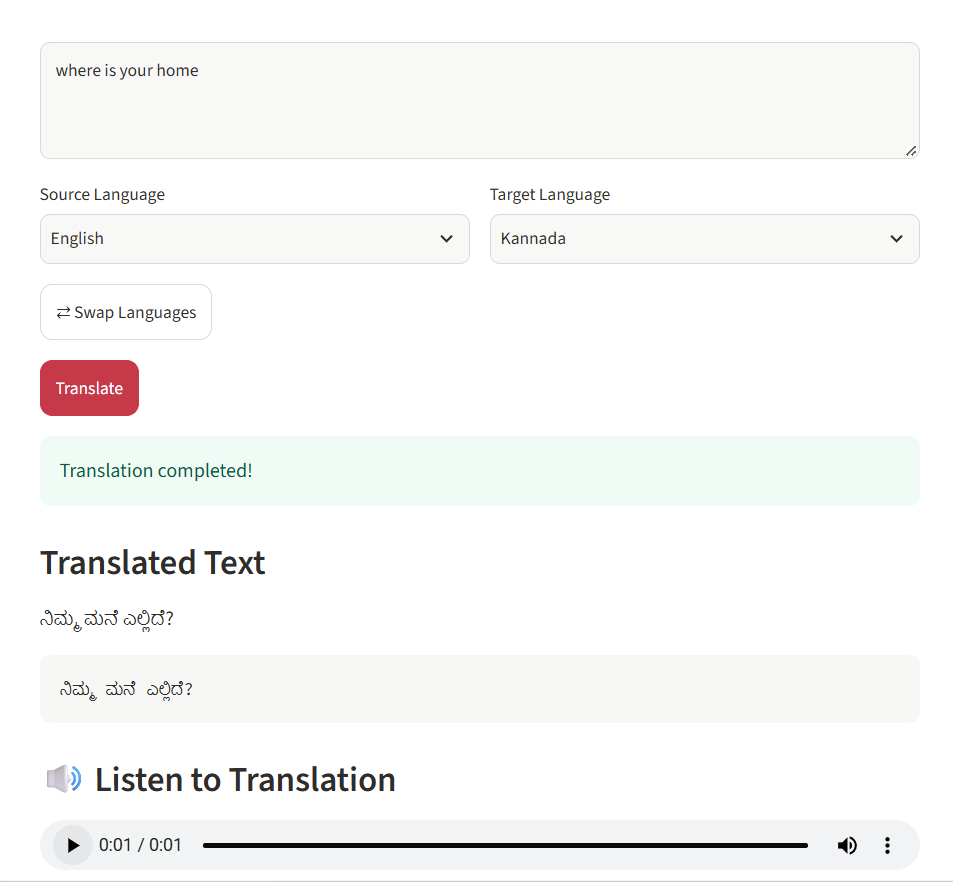 where is your home
Source Language Target Language
English Kannada
⇄ Swap Languages
Translate
Translation completed!
Translated Text
ನಿಮ್ಮ ಮನೆ ಎಲ್ಲಿದೆ?
ನಿಮ್ಮ ಮನೆ ಎಲ್ಲಿದೆ?
🔊 Listen to Translation
0:01 / 0:01